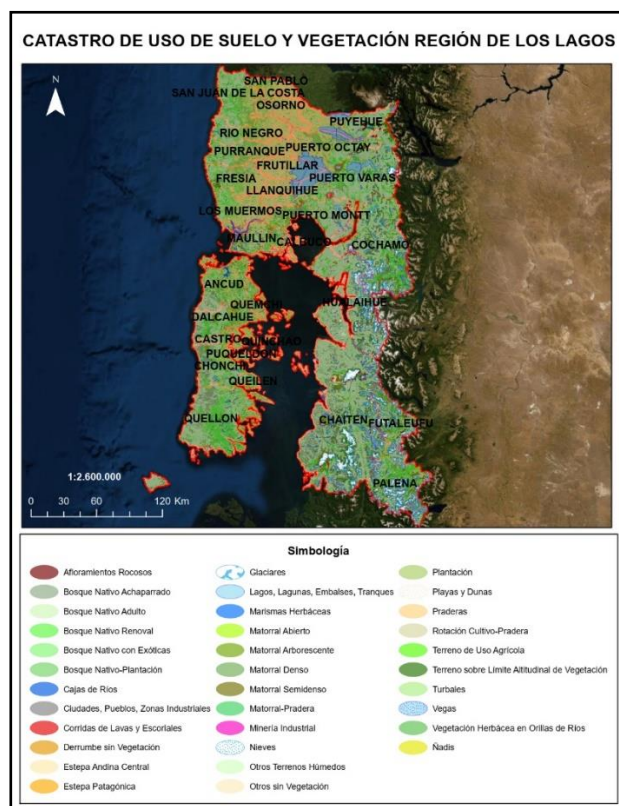 CATASTRO DE USO DE SUELO Y VEGETACIÓN REGIÓN DE LOS LAGOS
N
SAN PABLO
SAN JUAN DE LA COSTA
OSORNO
PUYEHUE
RIO NEGRO
PURRANQUE
PUERTO OCTAY
FRUTILLAR
FRESIA
PUERTO VARAS
LLANQUIHUE
LOS MUERMOS
PUERTO MONTT
MAULLIN
CALBUCO
COCHAMO
ANCUD
HUALAIHUE
QUEMCHI
DALCAHUE
CASTRO
QUINCHAO
PUQUELDON
CHONCHI
QUEILEN
QUELLON
CHAITEN
FUTALEUFU
PALENA
1:2.600.000
0 30 60 120 Km
Simbología
Afloramientos Rocosos
Bosque Nativo Achaparrado
Bosque Nativo Adulto
Bosque Nativo Renoval
Bosque Nativo con Exóticas
Bosque Nativo-Plantación
Cajas de Ríos
Ciudades, Pueblos, Zonas Industriales
Corridas de Lavas y Escoriales
Derrumbe sin Vegetación
Estepa Andina Central
Estepa Patagónica
Glaciares
Lagos, Lagunas, Embalses, Tranques
Marismas Herbáceas
Matorral Abierto
Matorral Arborescente
Matorral Denso
Matorral Semidenso
Matorral-Pradera
Minería Industrial
Nieves
Otros Terrenos Húmedos
Otros sin Vegetación
Plantación
Playas y Dunas
Praderas
Rotación Cultivo-Pradera
Terreno de Uso Agrícola
Terreno sobre Límite Altitudinal de Vegetación
Turbales
Vegas
Vegetación Herbácea en Orillas de Ríos
Ñadis